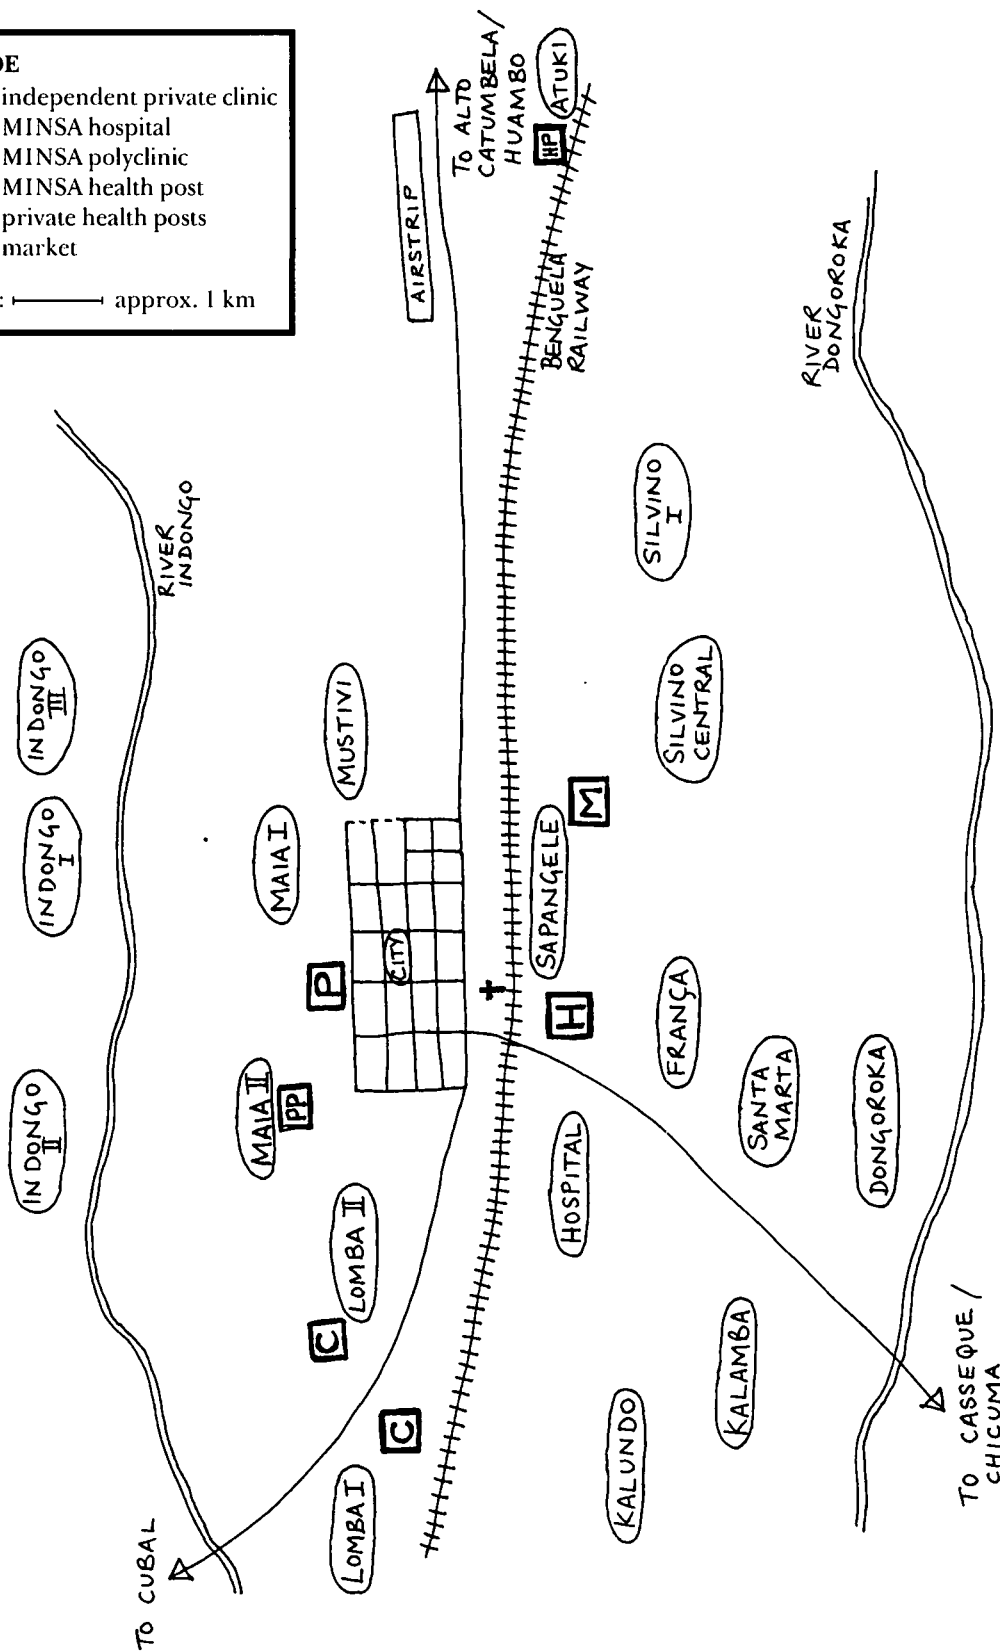 DE
independent private clinic
MINSA hospital
MINSA polyclinic
MINSA health post
private health posts
market
: approx. 1 km
TO ALTO
CATUMBELA/
HUAMBO
ATUKI
HP
AIRSTRIP
BENGUELA
RAILWAY
RIVER
DONGOROKA
RIVER
INDONGO
SILVINO
I
INDONGO
III
MUSTIVI
SILVINO
CENTRAL
INDONGO
I
MAIA I
M
SAPANGELE
CITY
P
H
FRANÇA
INDONGO
II
MAIA II
PP
SANTA
MARTA
DONGOROKA
HOSPITAL
LOMBA II
C
C
KALAMBA
KALUNDO
LOMBA I
TO CUBAL
TO CASSEQUE/
CHICUMA